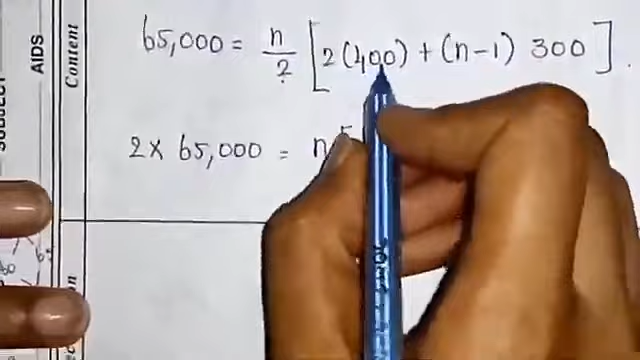 65,000 = n/2 [2(400) + (n-1) 300]
2 × 65,000 = n
AIDS
Content